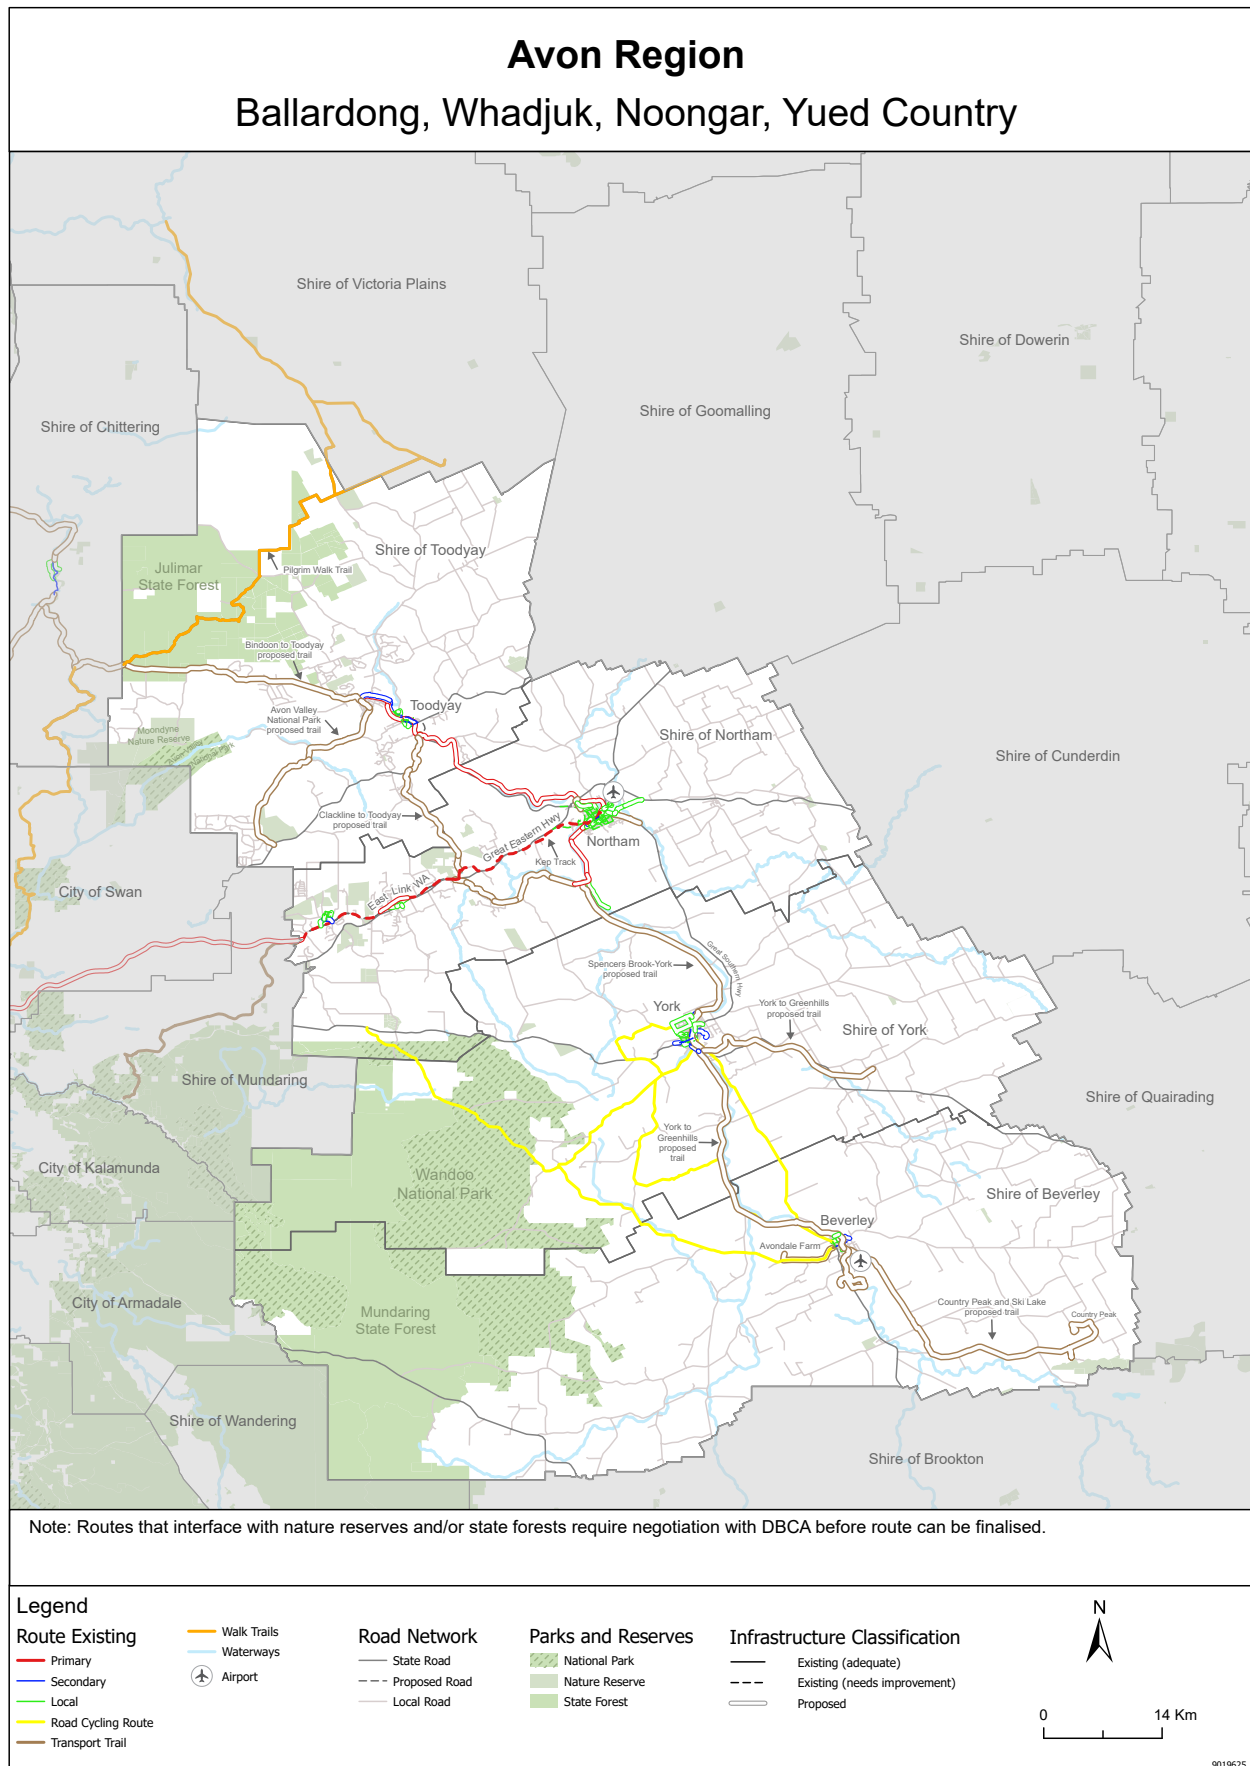 Avon Region
Ballardong, Whadjuk, Noongar, Yued Country
Shire of Victoria Plains
Shire of Dowerin
Shire of Goomalling
Shire of Chittering
Shire of Toodyay
Julimar
State Forest
Pilgrim Walk Trail
Bindoon to Toodyay
proposed trail
Toodyay
Avon Valley
National Park
proposed trail
Moondyne
Nature Reserve
National Park
Shire of Northam
Shire of Cunderdin
Clackline to Toodyay
proposed trail
Great Eastern Hwy
Northam
Kep Track
East Link WA
City of Swan
Great Southern Hwy
Spencers Brook-York
proposed trail
York
York to Greenhills
proposed trail
Shire of York
Shire of Mundaring
Shire of Quairading
York to
Greenhills
proposed
trail
City of Kalamunda
Wandoo
National Park
Shire of Beverley
Beverley
Avondale Farm
City of Armadale
Mundaring
State Forest
Country Peak and Ski Lake
proposed trail
Country Peak
Shire of Wandering
Shire of Brookton
Note: Routes that interface with nature reserves and/or state forests require negotiation with DBCA before route can be finalised.
Legend
Route Existing
Primary
Secondary
Local
Road Cycling Route
Transport Trail
Walk Trails
Waterways
Airport
Road Network
State Road
Proposed Road
Local Road
Parks and Reserves
National Park
Nature Reserve
State Forest
Infrastructure Classification
Existing (adequate)
Existing (needs improvement)
Proposed
N
0 14 Km
9019625